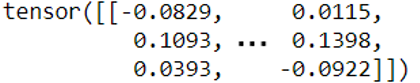 tensor([[-0.0829, 0.0115,
0.1093, ... 0.1398,
0.0393, -0.0922]])